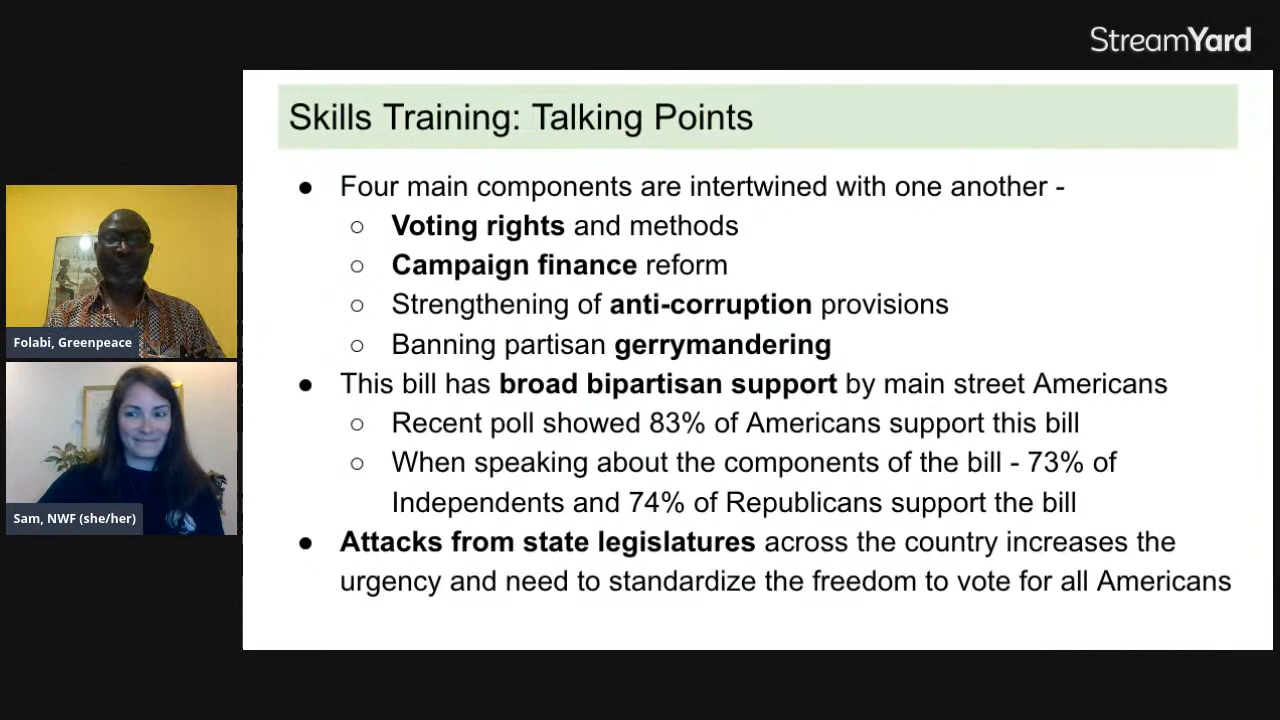 StreamYard
Skills Training: Talking Points
● Four main components are intertwined with one another -
○ Voting rights and methods
○ Campaign finance reform
○ Strengthening of anti-corruption provisions
○ Banning partisan gerrymandering
● This bill has broad bipartisan support by main street Americans
○ Recent poll showed 83% of Americans support this bill
○ When speaking about the components of the bill - 73% of
Independents and 74% of Republicans support the bill
● Attacks from state legislatures across the country increases the
urgency and need to standardize the freedom to vote for all Americans
Folabi, Greenpeace
Sam, NWF (she/her)